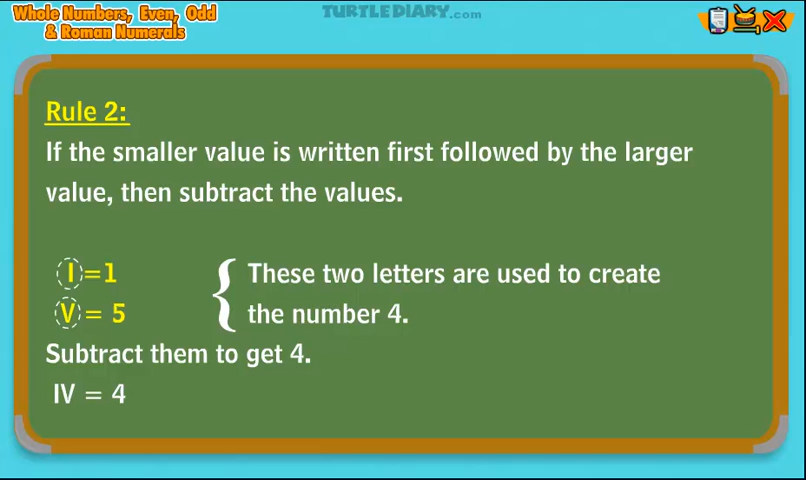 Whole Numbers, Even, Odd
& Roman Numerals
TURTLEDIARY.com
Rule 2:
If the smaller value is written first followed by the larger
value, then subtract the values.
I=1
V = 5
These two letters are used to create
the number 4.
Subtract them to get 4.
IV = 4